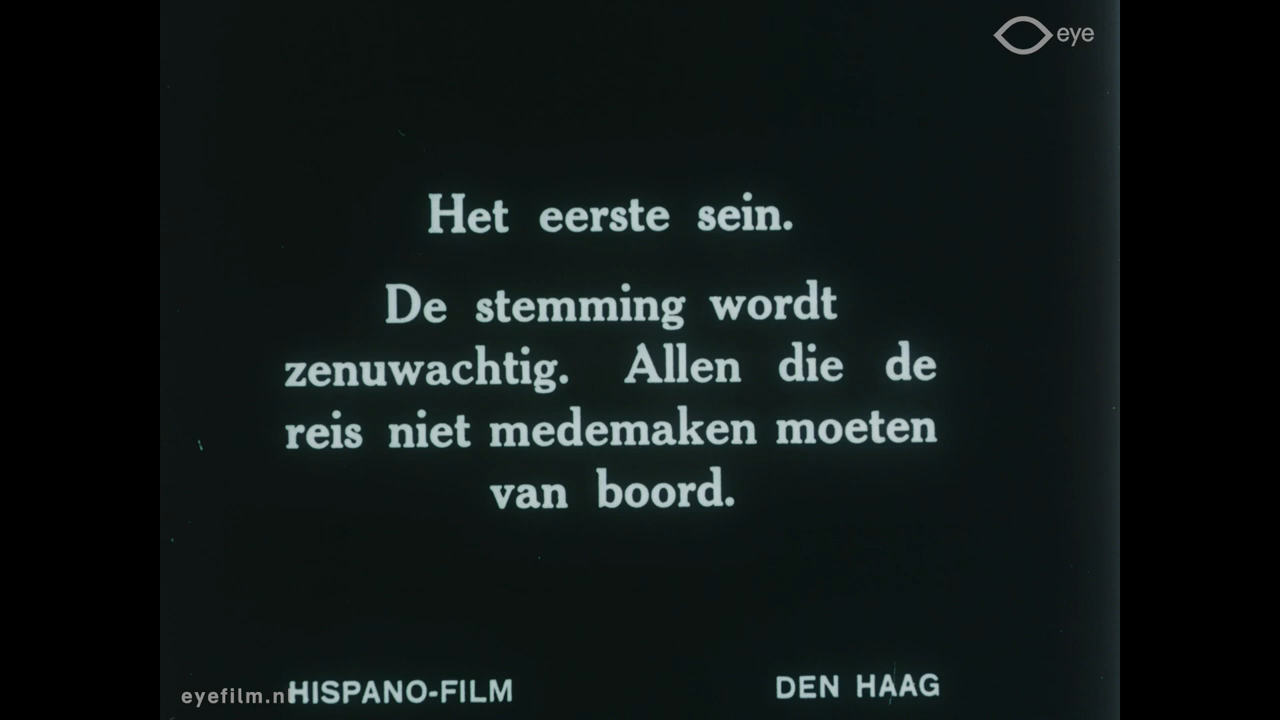 eye
Het eerste sein.
De stemming wordt
zenuwachtig. Allen die de
reis niet medemaken moeten
van boord.
eyefilm.nl
HISPANO-FILM DEN HAAG